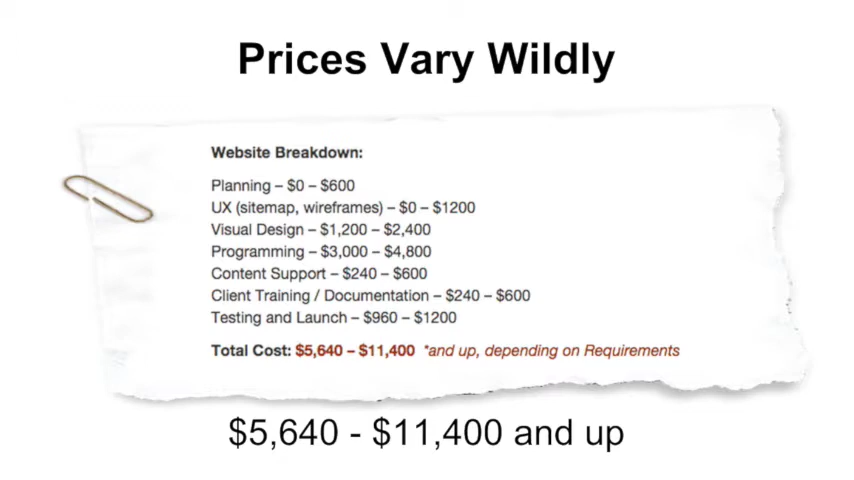 Prices Vary Wildly
Website Breakdown:
Planning – $0 – $600
UX (sitemap, wireframes) – $0 – $1200
Visual Design – $1,200 – $2,400
Programming – $3,000 – $4,800
Content Support – $240 – $600
Client Training / Documentation – $240 – $600
Testing and Launch – $960 – $1200
Total Cost: $5,640 – $11,400 *and up, depending on Requirements
$5,640 - $11,400 and up